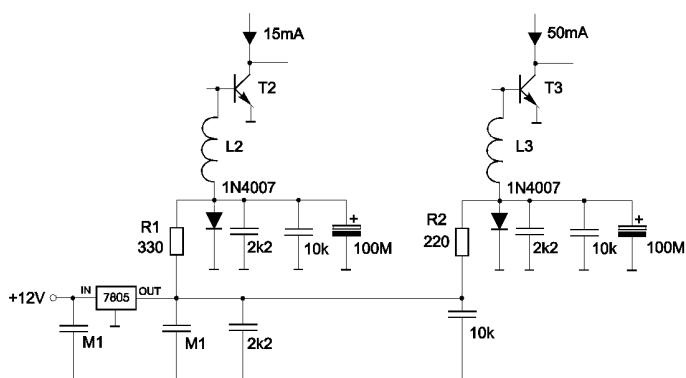 15mA
50mA
T2
T3
L2
L3
1N4007
1N4007
R1
330
+
2k2
10k
100M
R2
220
+
2k2
10k
100M
+12V
IN
7805
OUT
M1
M1
2k2
10k